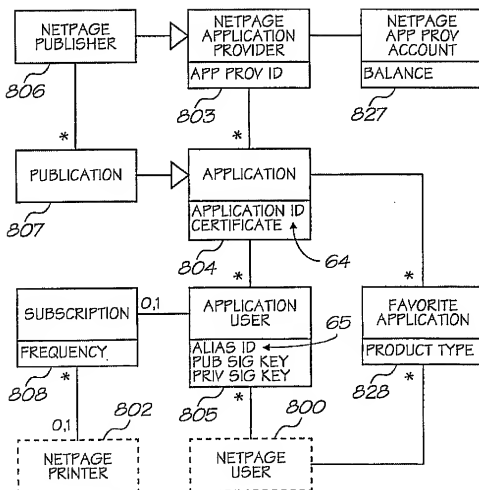 NETPAGE
PUBLISHER
806
NETPAGE
APPLICATION
PROVIDER
APP PROV ID
803
NETPAGE
APP PROV
ACCOUNT
BALANCE
827
*
*
PUBLICATION
807
APPLICATION
APPLICATION ID
CERTIFICATE
804
64
*
*
SUBSCRIPTION
FREQUENCY
808
0,1
APPLICATION
USER
ALIAS ID
PUB SIG KEY
PRIV SIG KEY
805
65
FAVORITE
APPLICATION
PRODUCT TYPE
828
*
*
*
0,1
802
800
NETPAGE
PRINTER
NETPAGE
USER